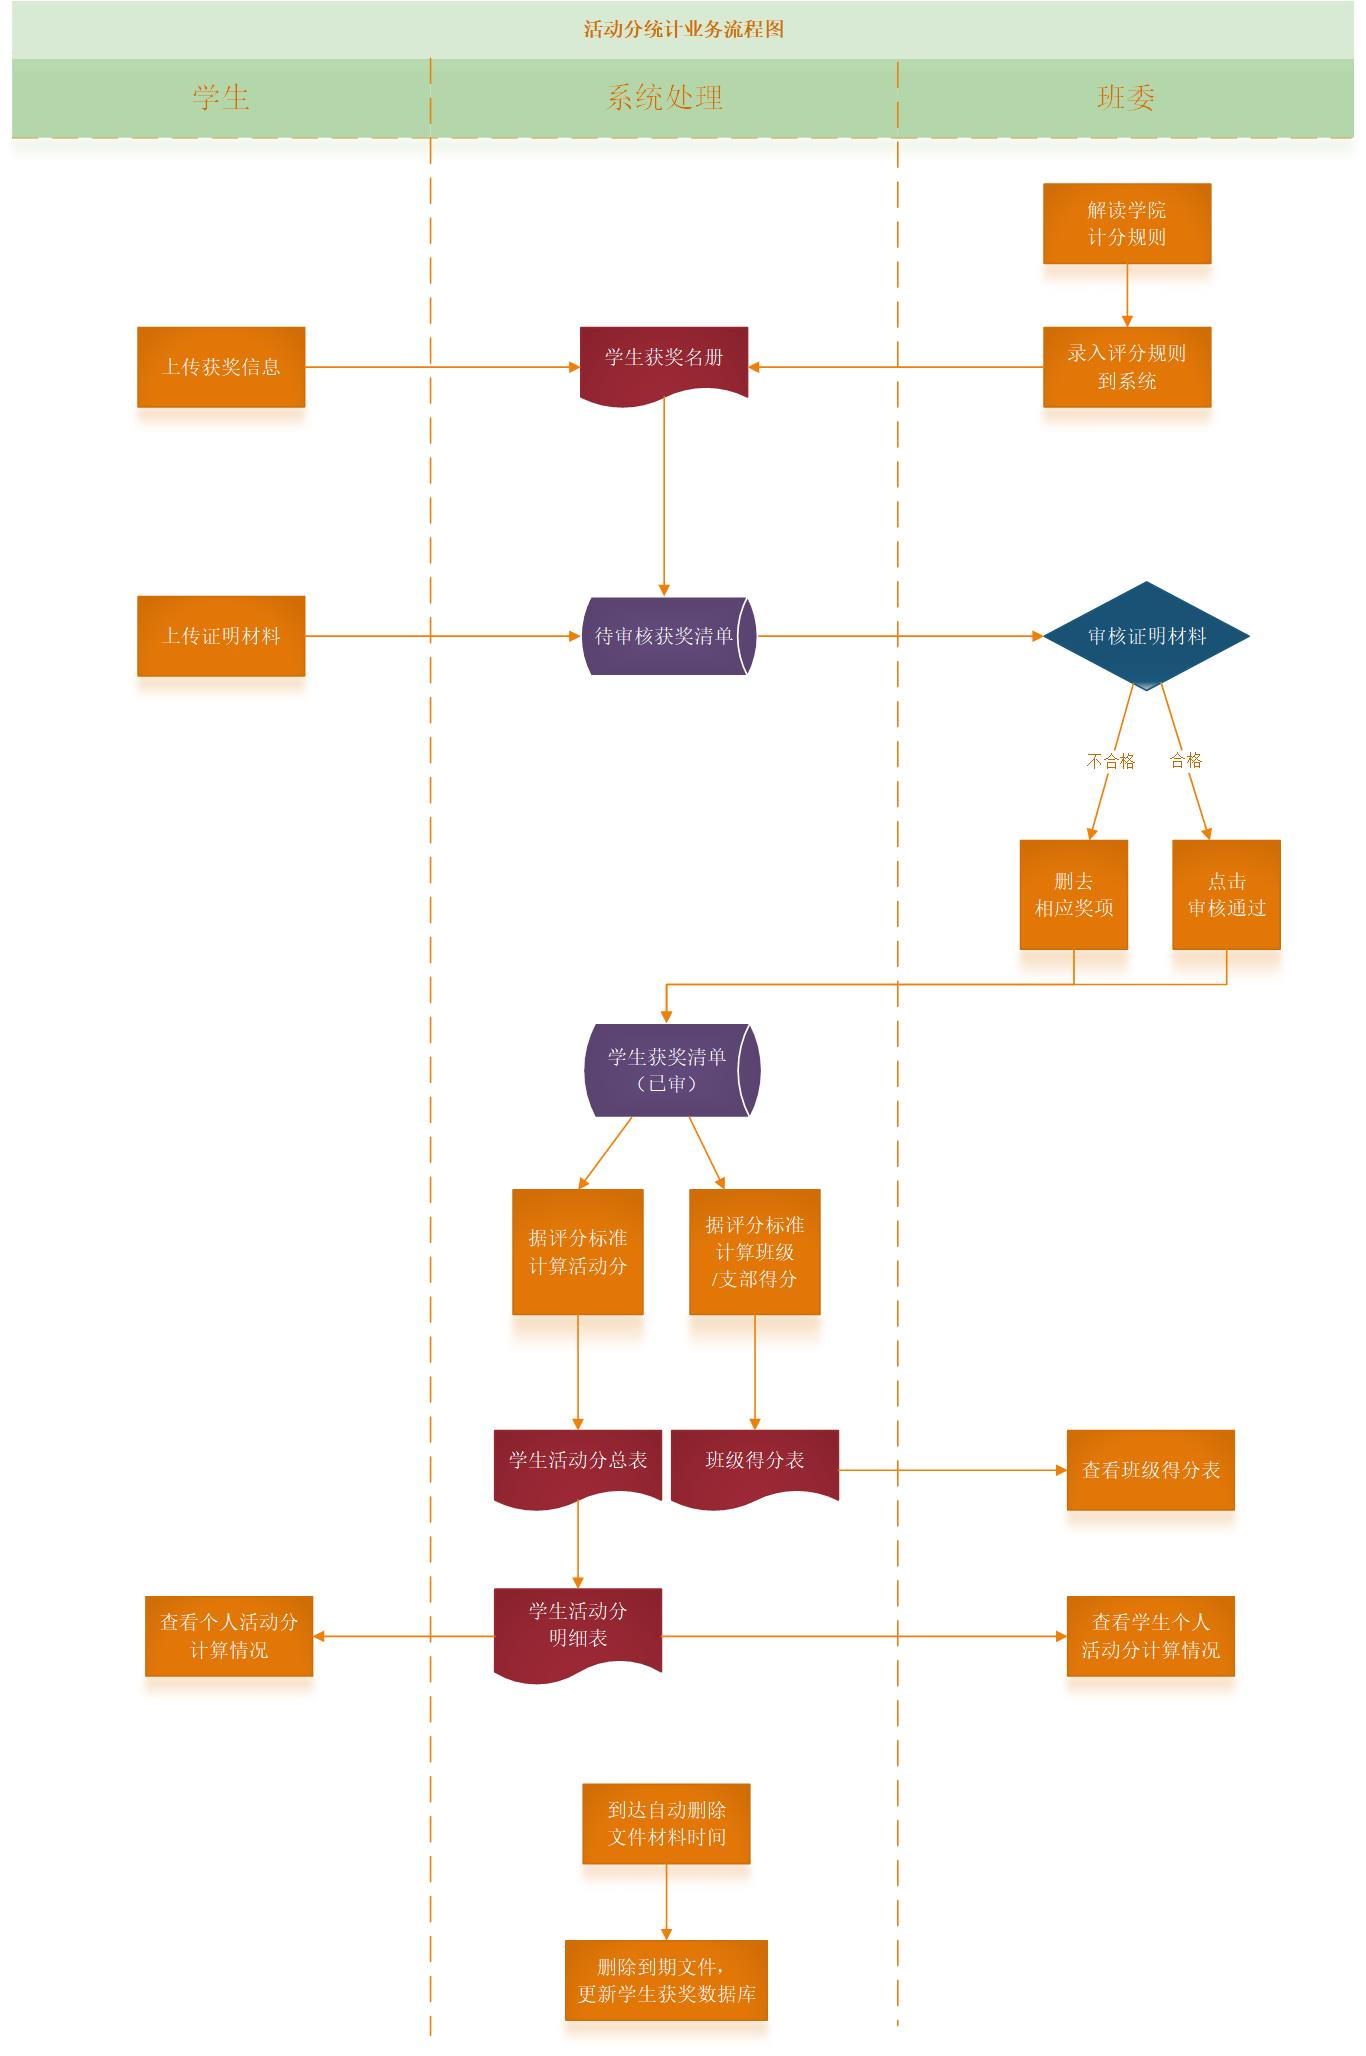 活动分统计业务流程图
学生
系统处理
班委
解读学院
计分规则
上传获奖信息
学生获奖名册
录入评分规则
到系统
上传证明材料
待审核获奖清单
审核证明材料
不合格
合格
删去
相应奖项
点击
审核通过
学生获奖清单
（已审）
据评分标准
计算活动分
据评分标准
计算班级
/支部得分
学生活动分总表
班级得分表
查看班级得分表
查看个人活动分
计算情况
学生活动分
明细表
查看学生个人
活动分计算情况
到达自动删除
文件材料时间
删除到期文件，
更新学生获奖数据库